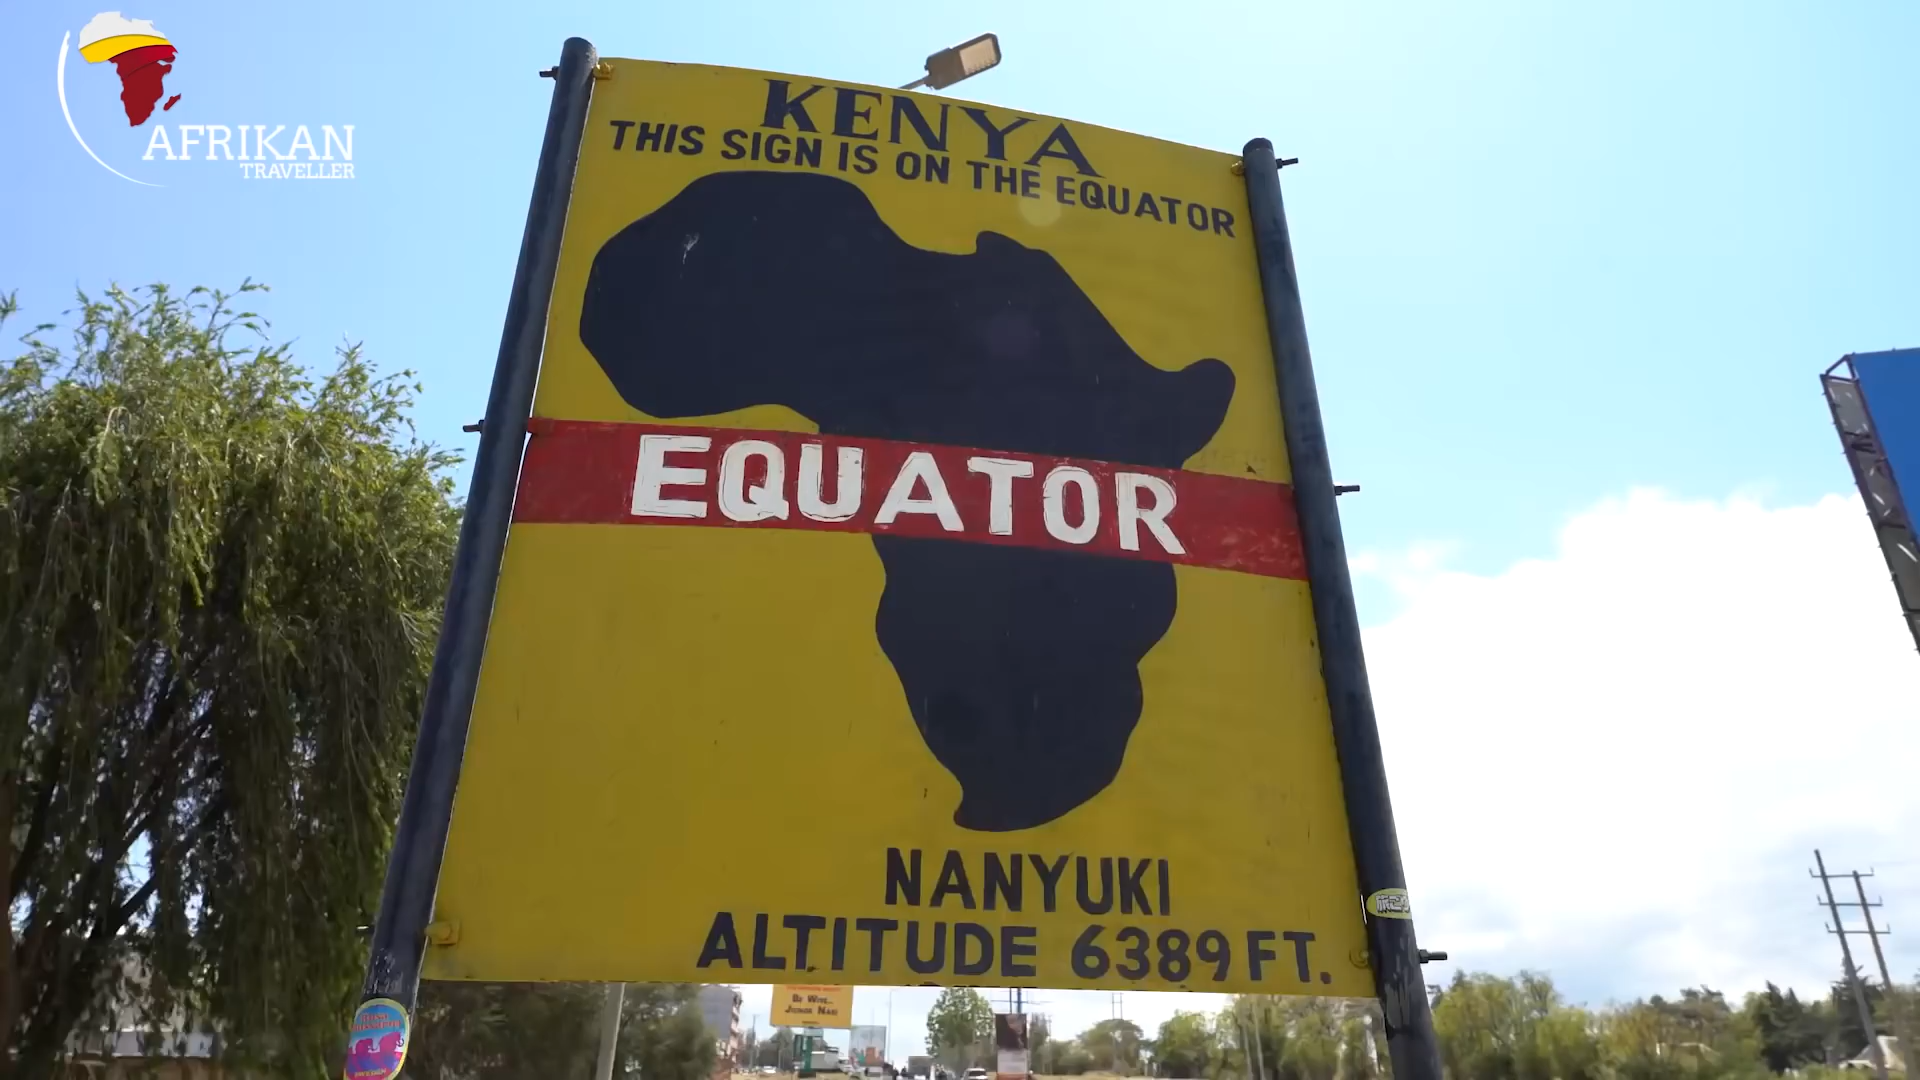 AFRIKAN
TRAVELLER
KENYA
THIS SIGN IS ON THE EQUATOR
EQUATOR
NANYUKI
ALTITUDE 6389 FT.